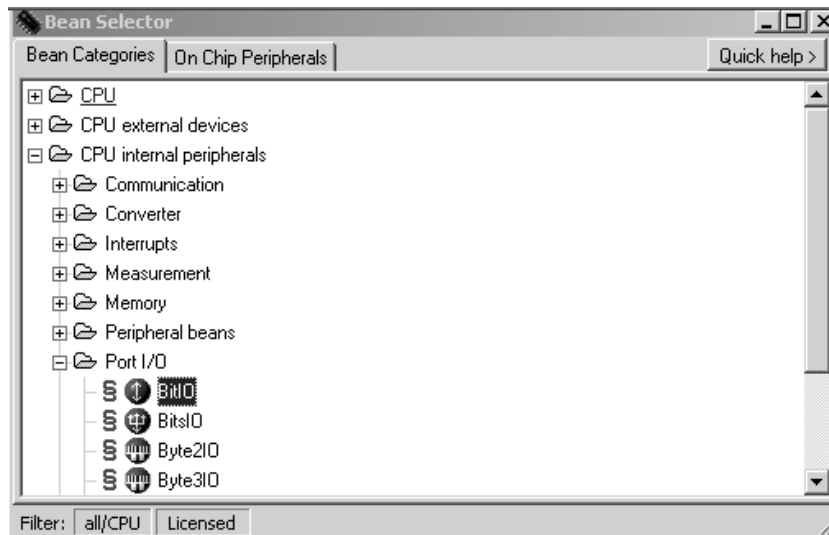 Bean Selector
Bean Categories On Chip Peripherals Quick help >
CPU
CPU external devices
CPU internal peripherals
Communication
Converter
Interrupts
Measurement
Memory
Peripheral beans
Port I/O
BitIO
BitsIO
Byte2IO
Byte3IO
Filter: all/CPU Licensed